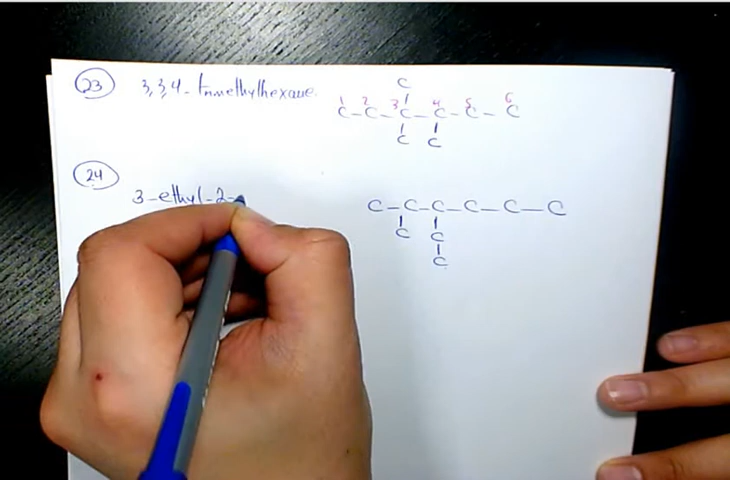 23 3,3,4-trimethylhexane.
C
1 2 3 4 5 6
C-C-C-C-C-C
C C
24
3-ethyl-2-
C-C-C-C-C-C
C C
C